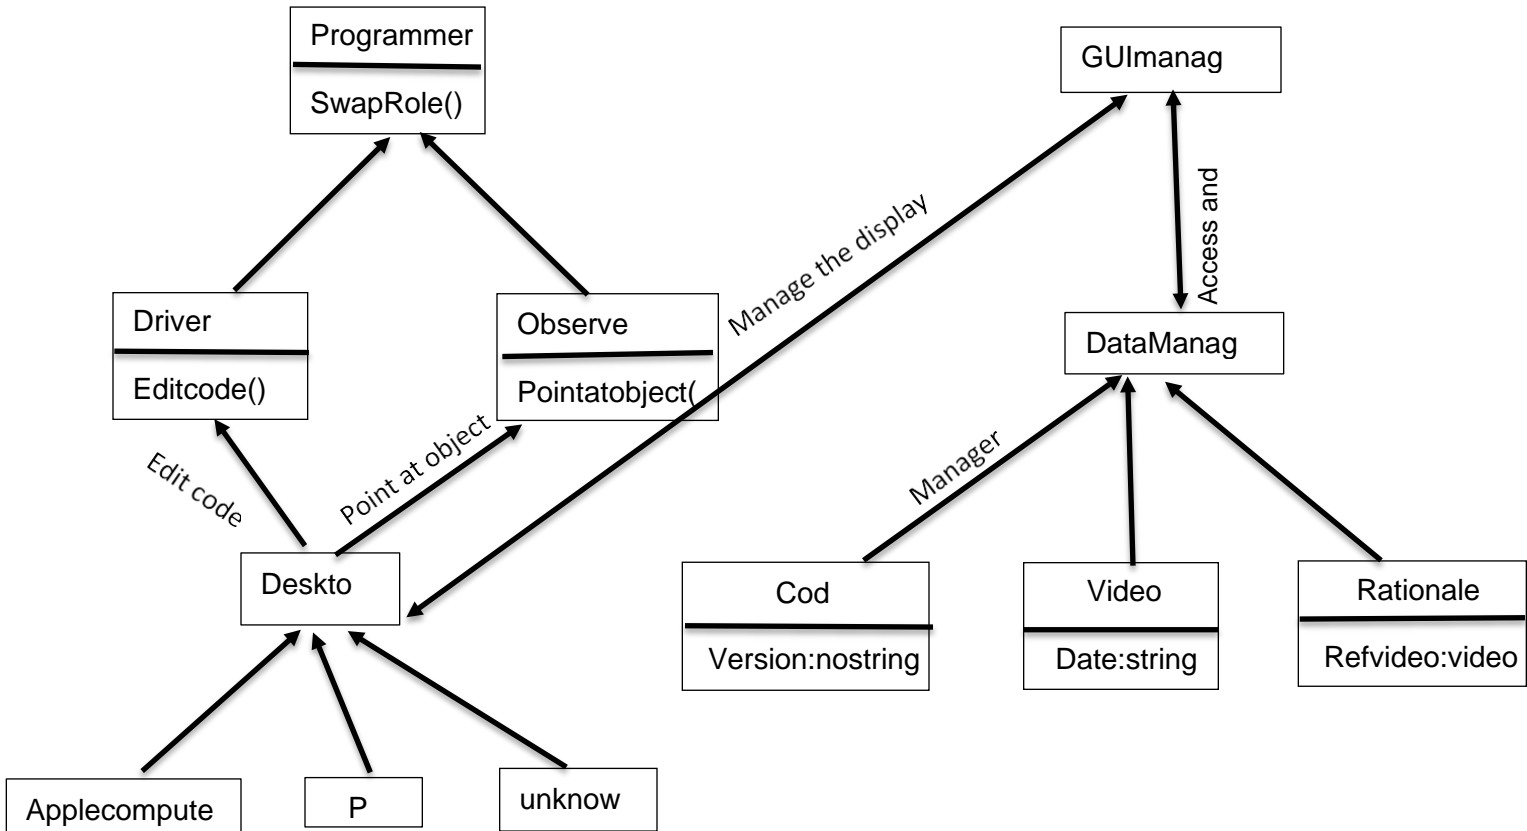 Programmer
SwapRole()
GUImanag
Manage the display
Access and
Driver
Editcode()
Observe
Pointatobject(
DataManag
Edit code
Point at object
Manager
Deskto
Cod
Version:nostring
Video
Date:string
Rationale
Refvideo:video
Applecompute
P
unknow